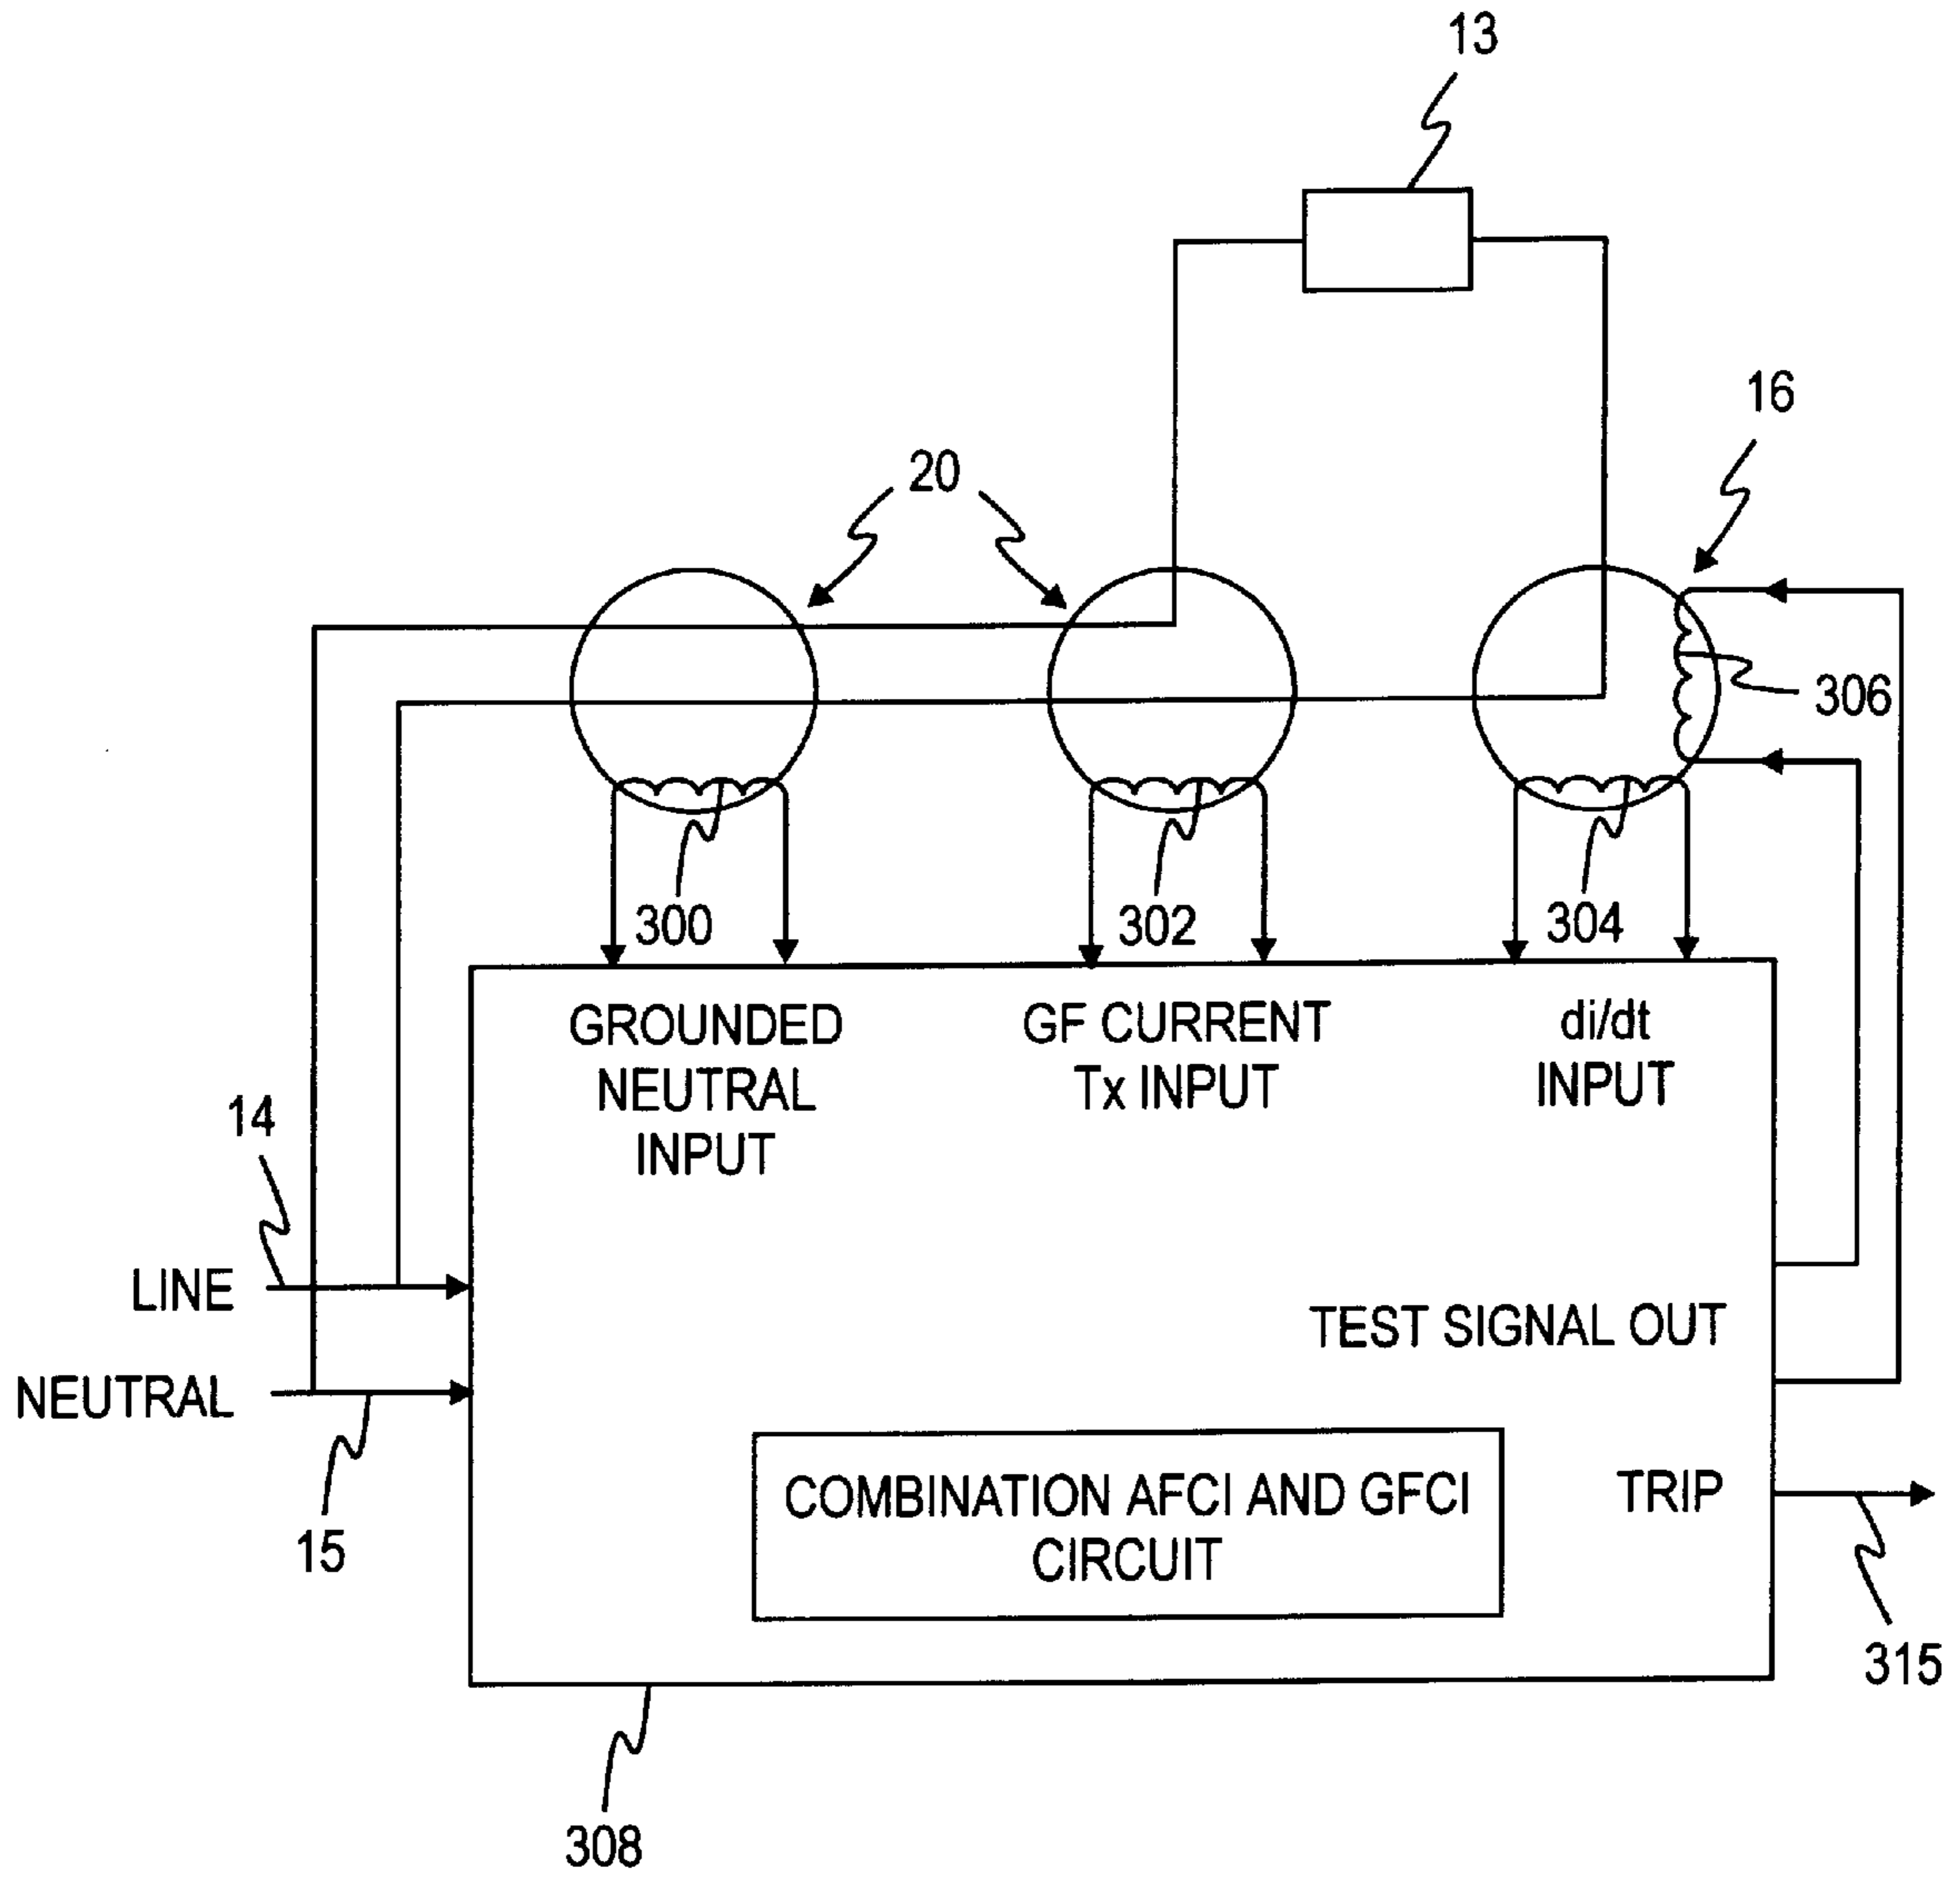 13
16
20
306
300
302
304
GROUNDED
NEUTRAL
INPUT
GF CURRENT
Tx INPUT
di/dt
INPUT
14
LINE
TEST SIGNAL OUT
NEUTRAL
15
COMBINATION AFCI AND GFCI
CIRCUIT
TRIP
315
308